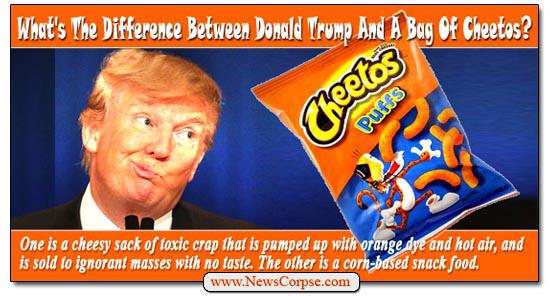 What's The Difference Between Donald Trump And A Bag Of Cheetos?
Cheetos
Puffs
One is a cheesy sack of toxic crap that is pumped up with orange dye and hot air, and
is sold to ignorant masses with no taste. The other is a corn-based snack food.
www.NewsCorpse.com